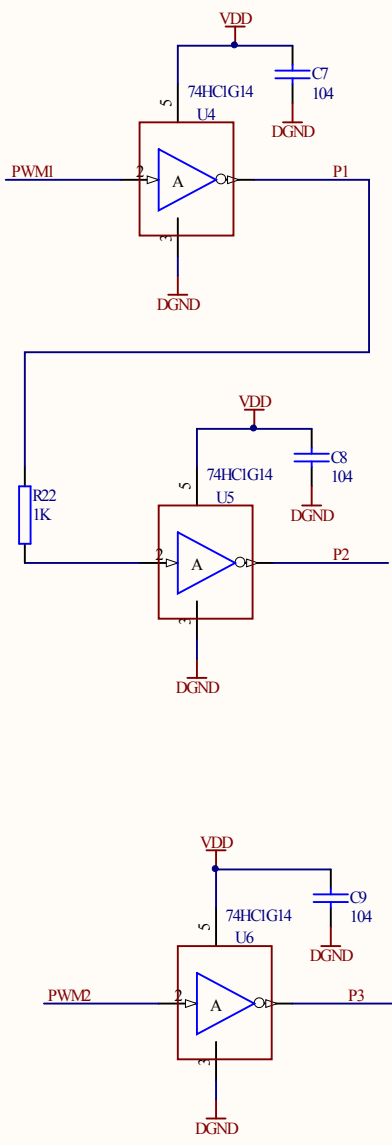 VDD
C7
104
74HC1G14
U4
5
DGND
PWM1
2
A
P1
3
DGND
VDD
C8
104
74HC1G14
U5
5
R22
1K
DGND
2
A
P2
3
DGND
VDD
C9
104
74HC1G14
U6
5
DGND
PWM2
2
A
P3
3
DGND